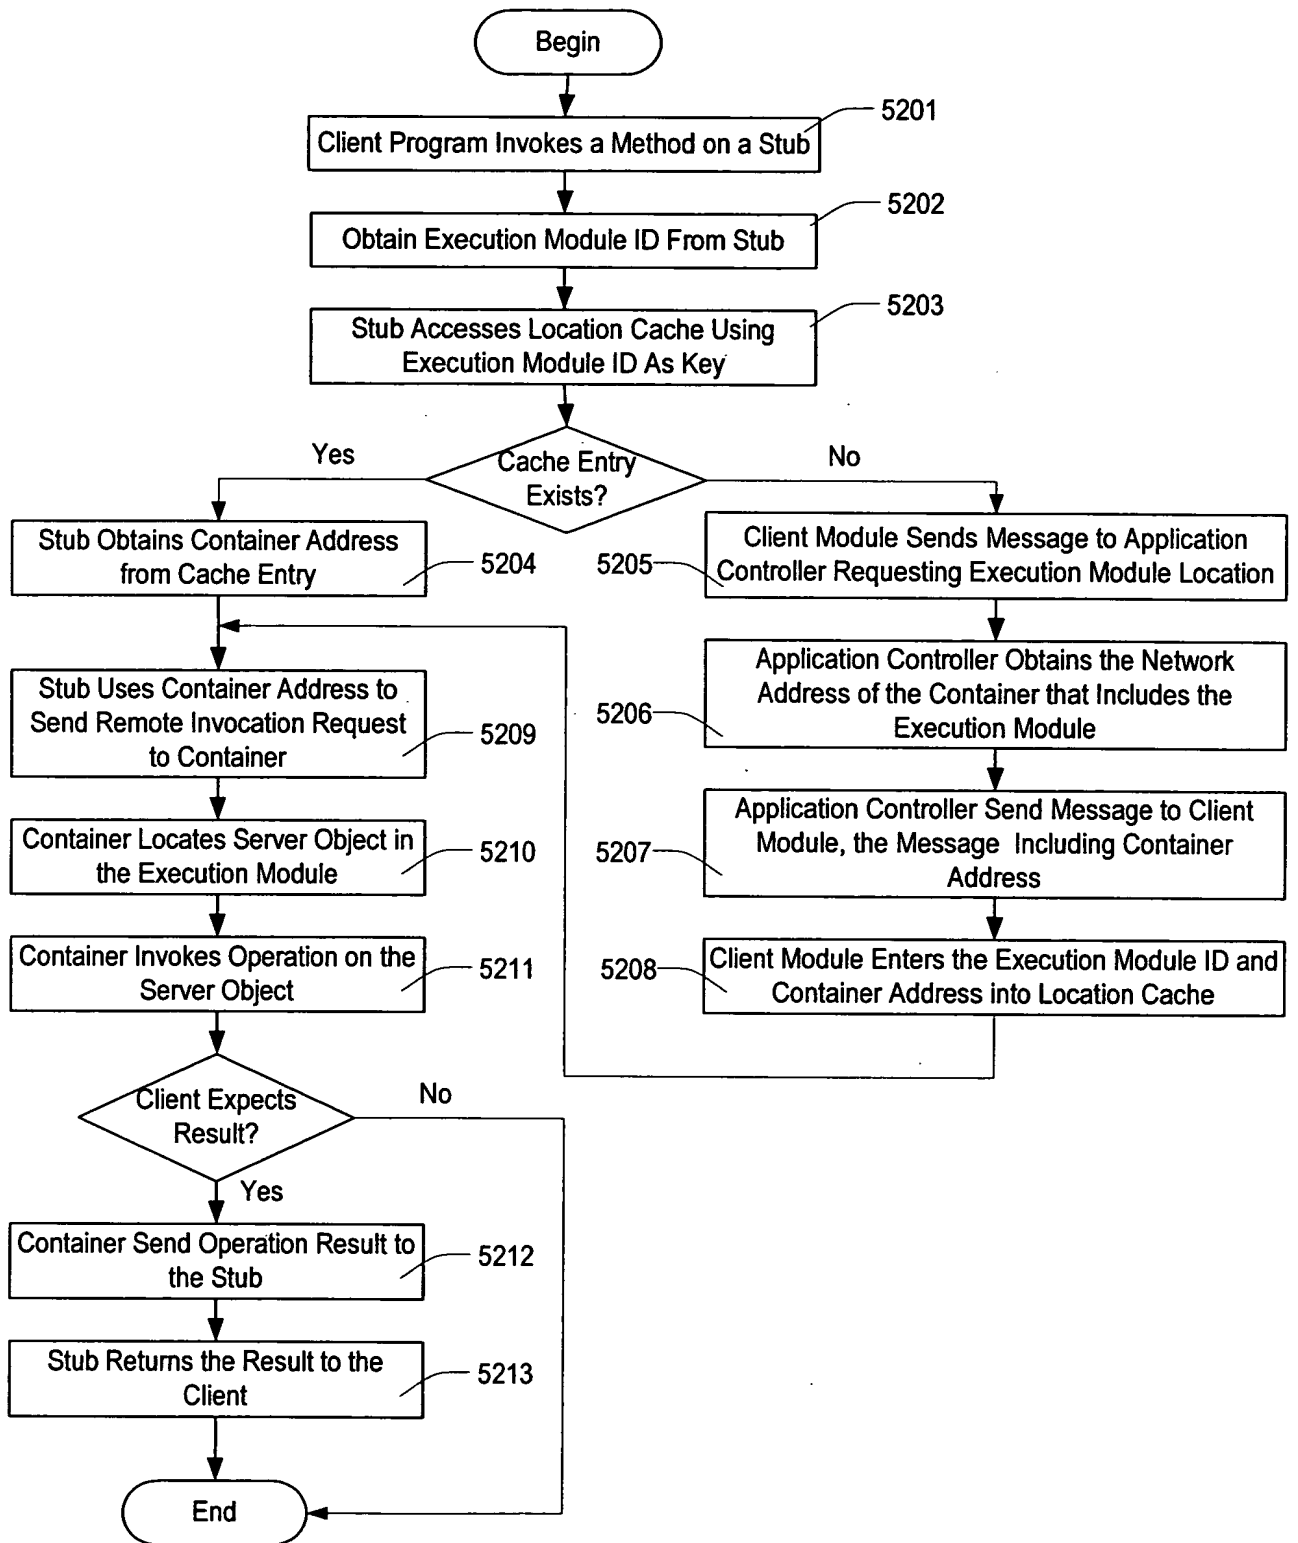 Begin
5201
Client Program Invokes a Method on a Stub
5202
Obtain Execution Module ID From Stub
5203
Stub Accesses Location Cache Using
Execution Module ID As Key
Yes
Cache Entry
Exists?
No
Stub Obtains Container Address
from Cache Entry
5204
5205
Client Module Sends Message to Application
Controller Requesting Execution Module Location
Application Controller Obtains the Network
Address of the Container that Includes the
Execution Module
5206
Stub Uses Container Address to
Send Remote Invocation Request
to Container
5209
Application Controller Send Message to Client
Module, the Message Including Container
Address
5207
Container Locates Server Object in
the Execution Module
5210
Client Module Enters the Execution Module ID and
Container Address into Location Cache
5208
Container Invokes Operation on the
Server Object
5211
Client Expects
Result?
No
Yes
Container Send Operation Result to
the Stub
5212
Stub Returns the Result to the
Client
5213
End